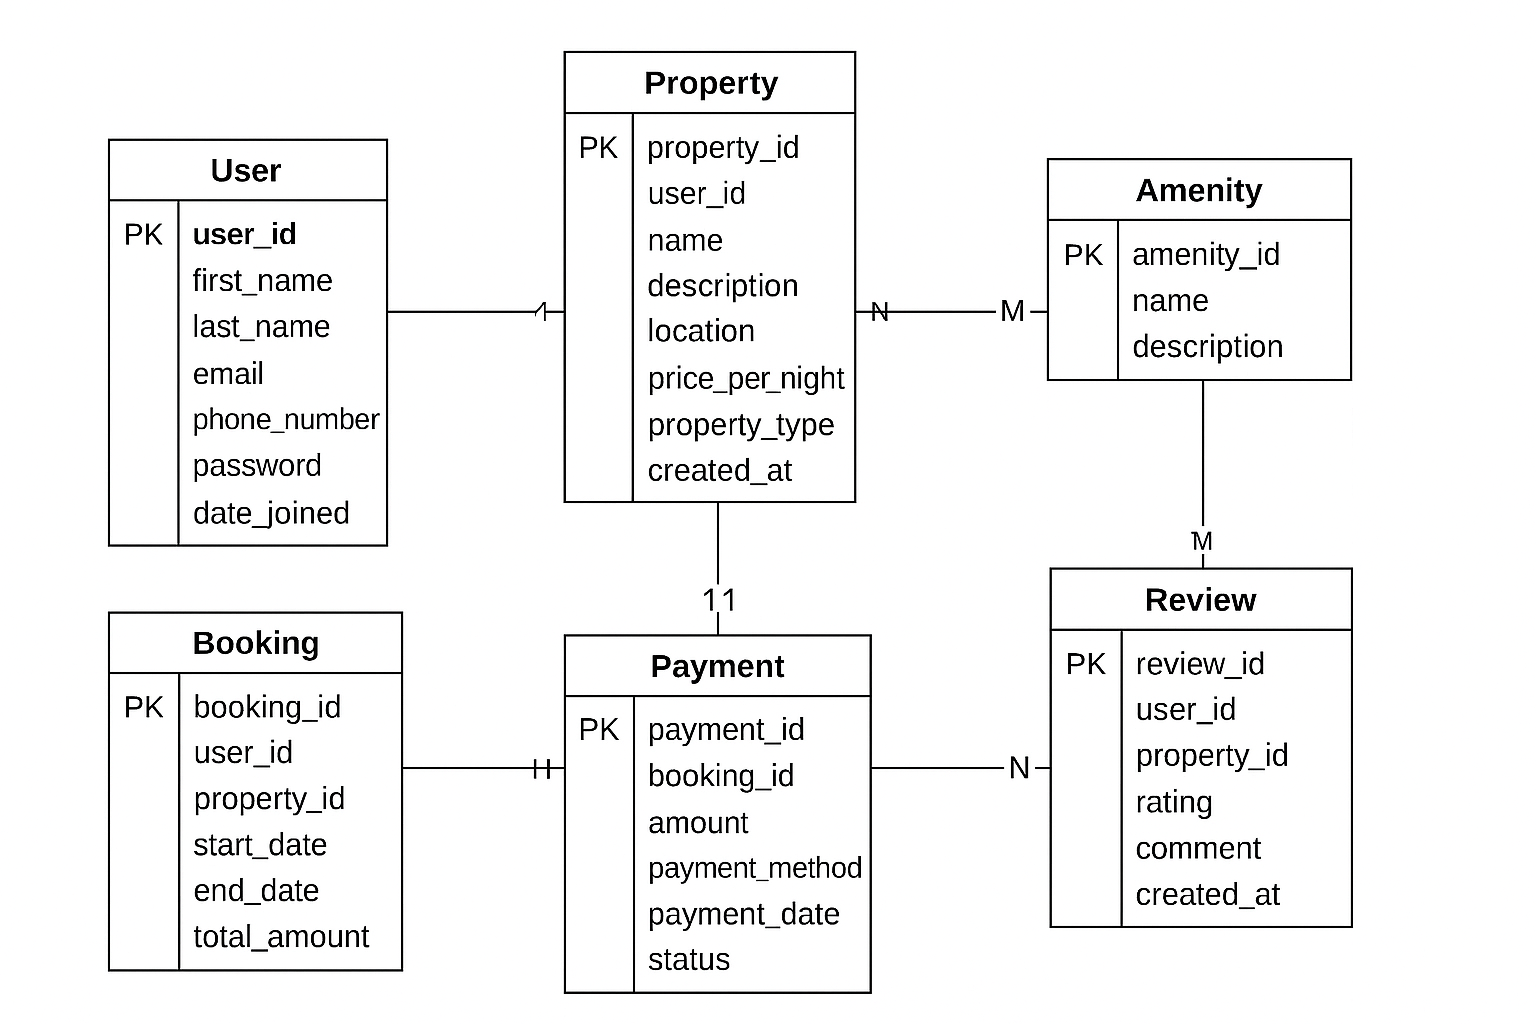 Property
PK property_id
user_id
name
description
location
price_per_night
property_type
created_at
User
PK user_id
first_name
last_name
email
phone_number
password
date_joined
Amenity
PK amenity_id
name
description
N
M
11
M
Booking
PK booking_id
user_id
property_id
start_date
end_date
total_amount
Payment
PK payment_id
booking_id
amount
payment_method
payment_date
status
N
Review
PK review_id
user_id
property_id
rating
comment
created_at